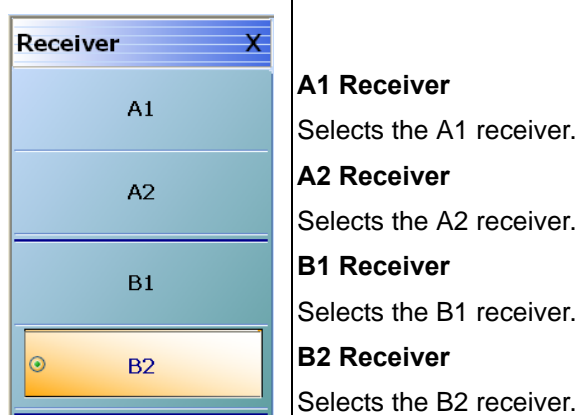 Receiver X
A1
A2
B1
B2
A1 Receiver
Selects the A1 receiver.
A2 Receiver
Selects the A2 receiver.
B1 Receiver
Selects the B1 receiver.
B2 Receiver
Selects the B2 receiver.